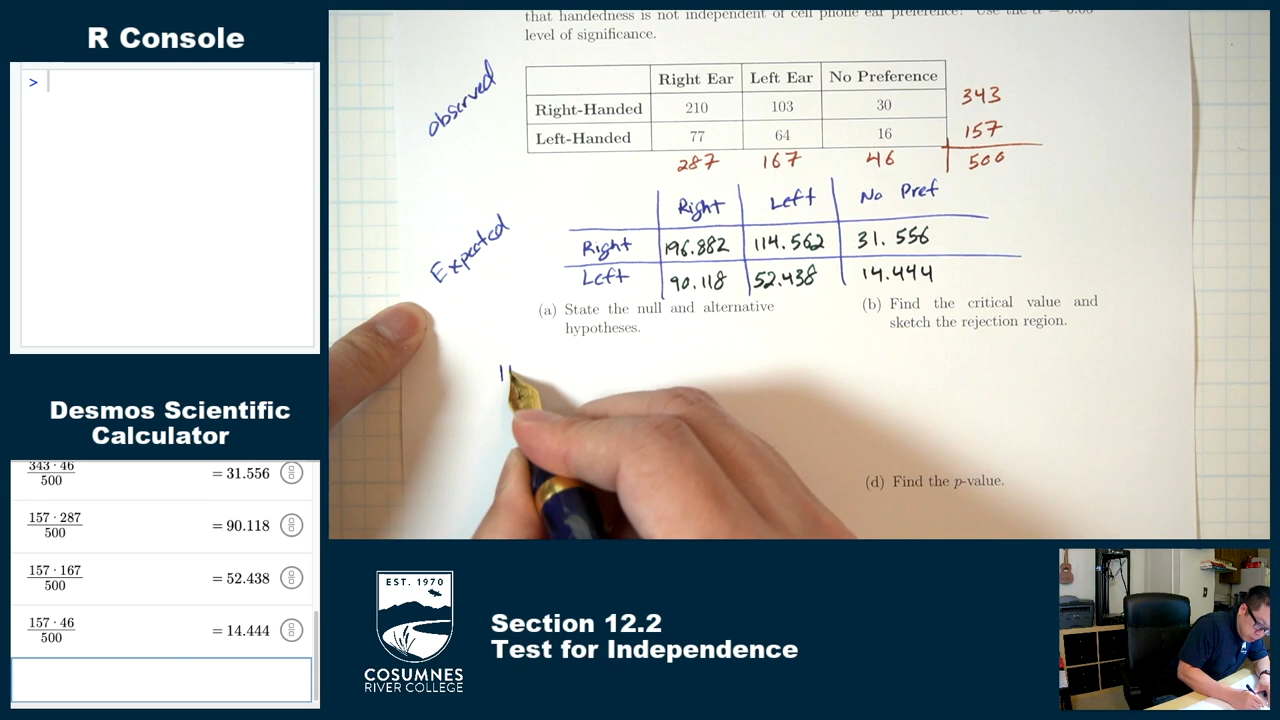 R Console
>
Desmos Scientific
Calculator
343 · 46
500
= 31.556
157 · 287
500
= 90.118
157 · 167
500
= 52.438
157 · 46
500
= 14.444
that handedness is not independent of cell phone ear preference? Use the α = 0.05
level of significance.
observed
Right Ear Left Ear No Preference
Right-Handed 210 103 30 343
Left-Handed 77 64 16 157
287 167 46 500
Expected
Right Left No Pref
Right 196.882 114.562 31.556
Left 90.118 52.438 14.444
(a) State the null and alternative
hypotheses.
(b) Find the critical value and
sketch the rejection region.
(d) Find the p-value.
EST. 1970
COSUMNES
RIVER COLLEGE
Section 12.2
Test for Independence